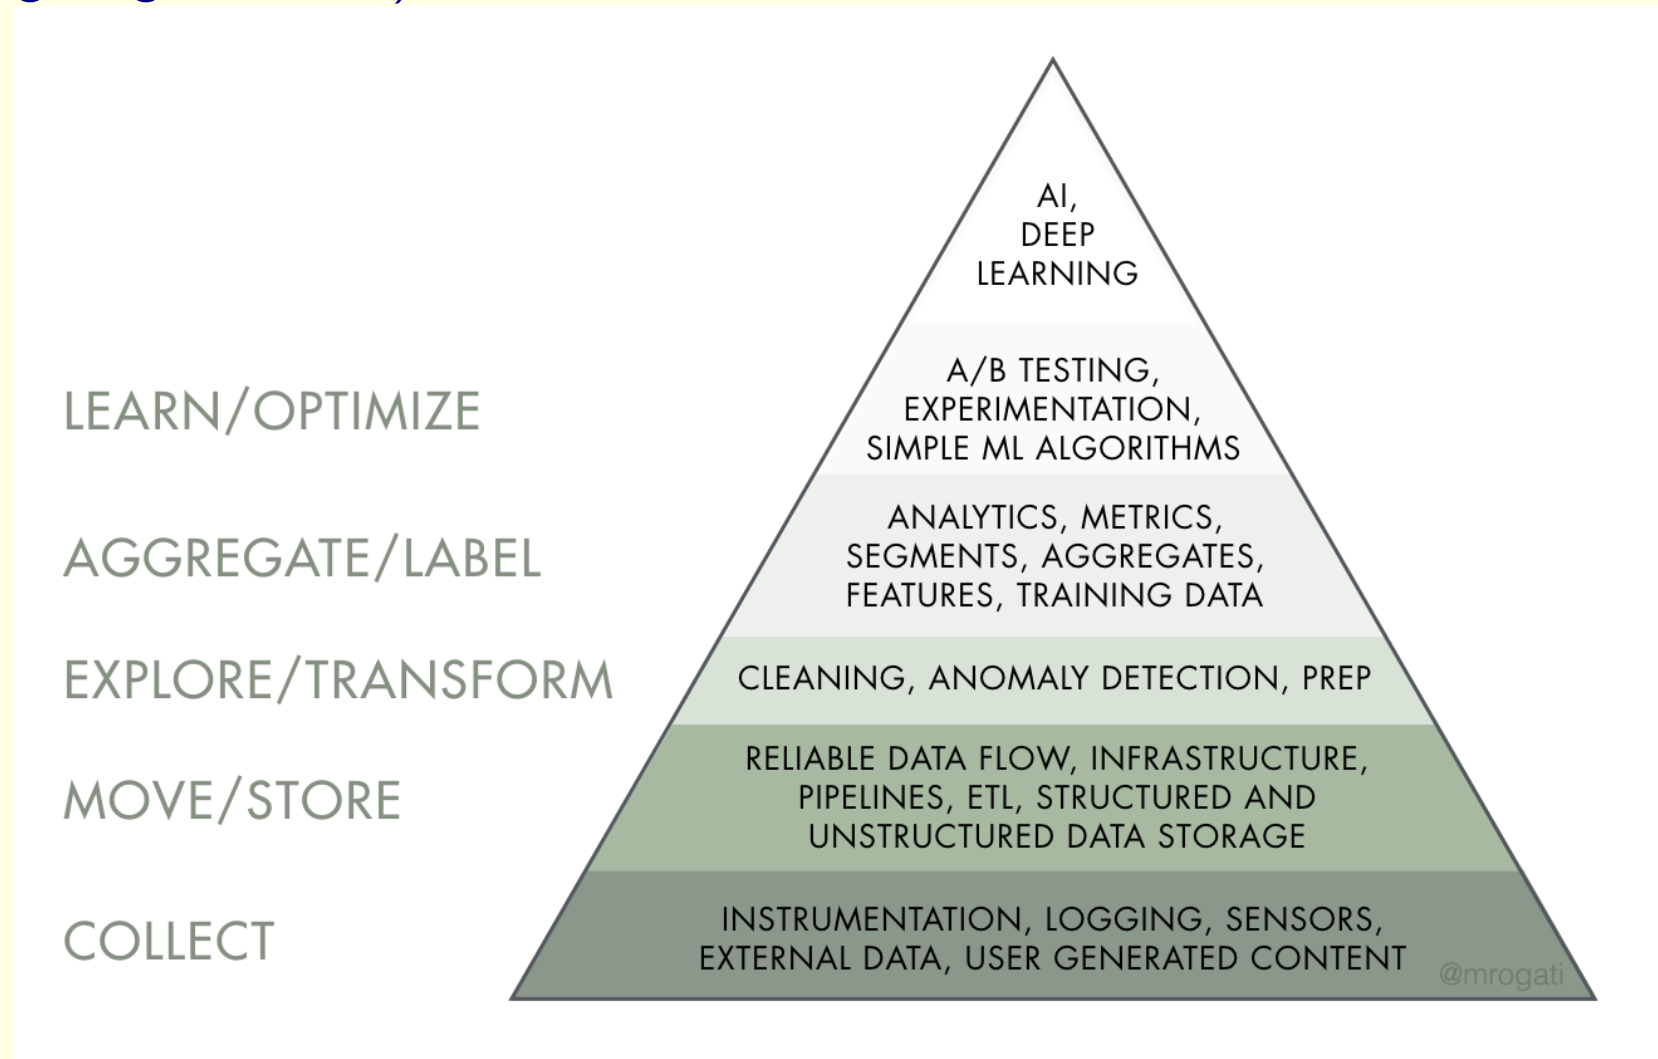 AI,
DEEP
LEARNING
LEARN/OPTIMIZE
A/B TESTING,
EXPERIMENTATION,
SIMPLE ML ALGORITHMS
AGGREGATE/LABEL
ANALYTICS, METRICS,
SEGMENTS, AGGREGATES,
FEATURES, TRAINING DATA
EXPLORE/TRANSFORM
CLEANING, ANOMALY DETECTION, PREP
MOVE/STORE
RELIABLE DATA FLOW, INFRASTRUCTURE,
PIPELINES, ETL, STRUCTURED AND
UNSTRUCTURED DATA STORAGE
COLLECT
INSTRUMENTATION, LOGGING, SENSORS,
EXTERNAL DATA, USER GENERATED CONTENT
@mrogati